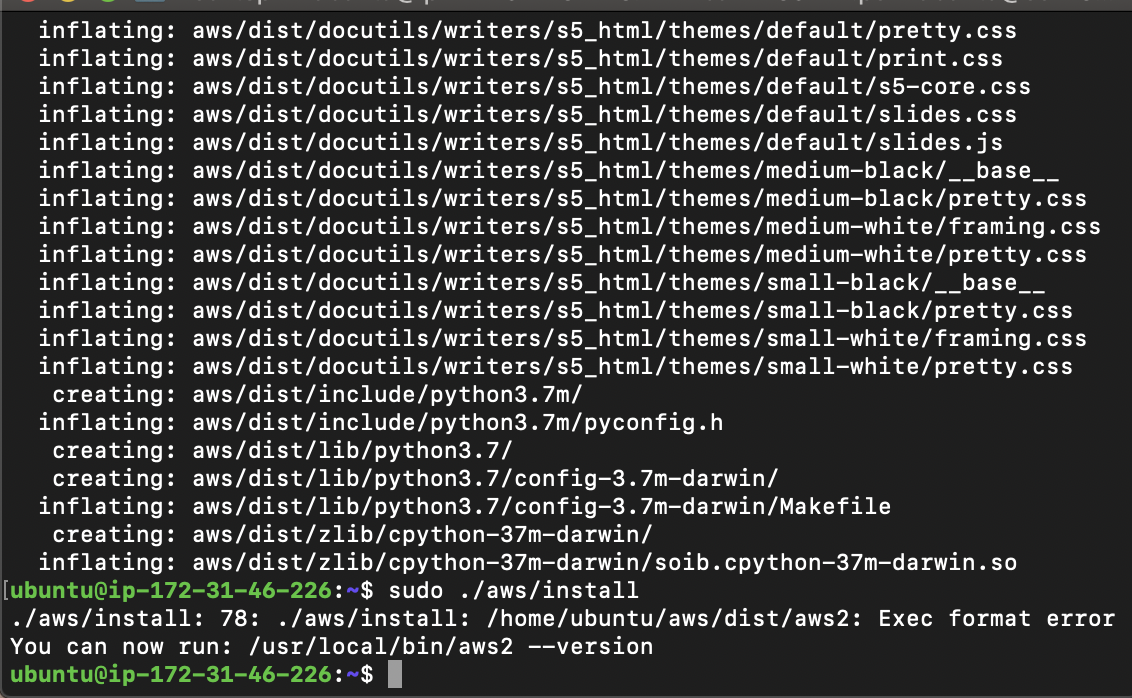 inflating: aws/dist/docutils/writers/s5_html/themes/default/pretty.css
inflating: aws/dist/docutils/writers/s5_html/themes/default/print.css
inflating: aws/dist/docutils/writers/s5_html/themes/default/s5-core.css
inflating: aws/dist/docutils/writers/s5_html/themes/default/slides.css
inflating: aws/dist/docutils/writers/s5_html/themes/default/slides.js
inflating: aws/dist/docutils/writers/s5_html/themes/medium-black/__base__
inflating: aws/dist/docutils/writers/s5_html/themes/medium-black/pretty.css
inflating: aws/dist/docutils/writers/s5_html/themes/medium-white/framing.css
inflating: aws/dist/docutils/writers/s5_html/themes/medium-white/pretty.css
inflating: aws/dist/docutils/writers/s5_html/themes/small-black/__base__
inflating: aws/dist/docutils/writers/s5_html/themes/small-black/pretty.css
inflating: aws/dist/docutils/writers/s5_html/themes/small-white/framing.css
inflating: aws/dist/docutils/writers/s5_html/themes/small-white/pretty.css
creating: aws/dist/include/python3.7m/
inflating: aws/dist/include/python3.7m/pyconfig.h
creating: aws/dist/lib/python3.7/
creating: aws/dist/lib/python3.7/config-3.7m-darwin/
inflating: aws/dist/lib/python3.7/config-3.7m-darwin/Makefile
creating: aws/dist/zlib/cpython-37m-darwin/
inflating: aws/dist/zlib/cpython-37m-darwin/soib.cpython-37m-darwin.so
[ubuntu@ip-172-31-46-226:~$ sudo ./aws/install
./aws/install: 78: ./aws/install: /home/ubuntu/aws/dist/aws2: Exec format error
You can now run: /usr/local/bin/aws2 --version
ubuntu@ip-172-31-46-226:~$